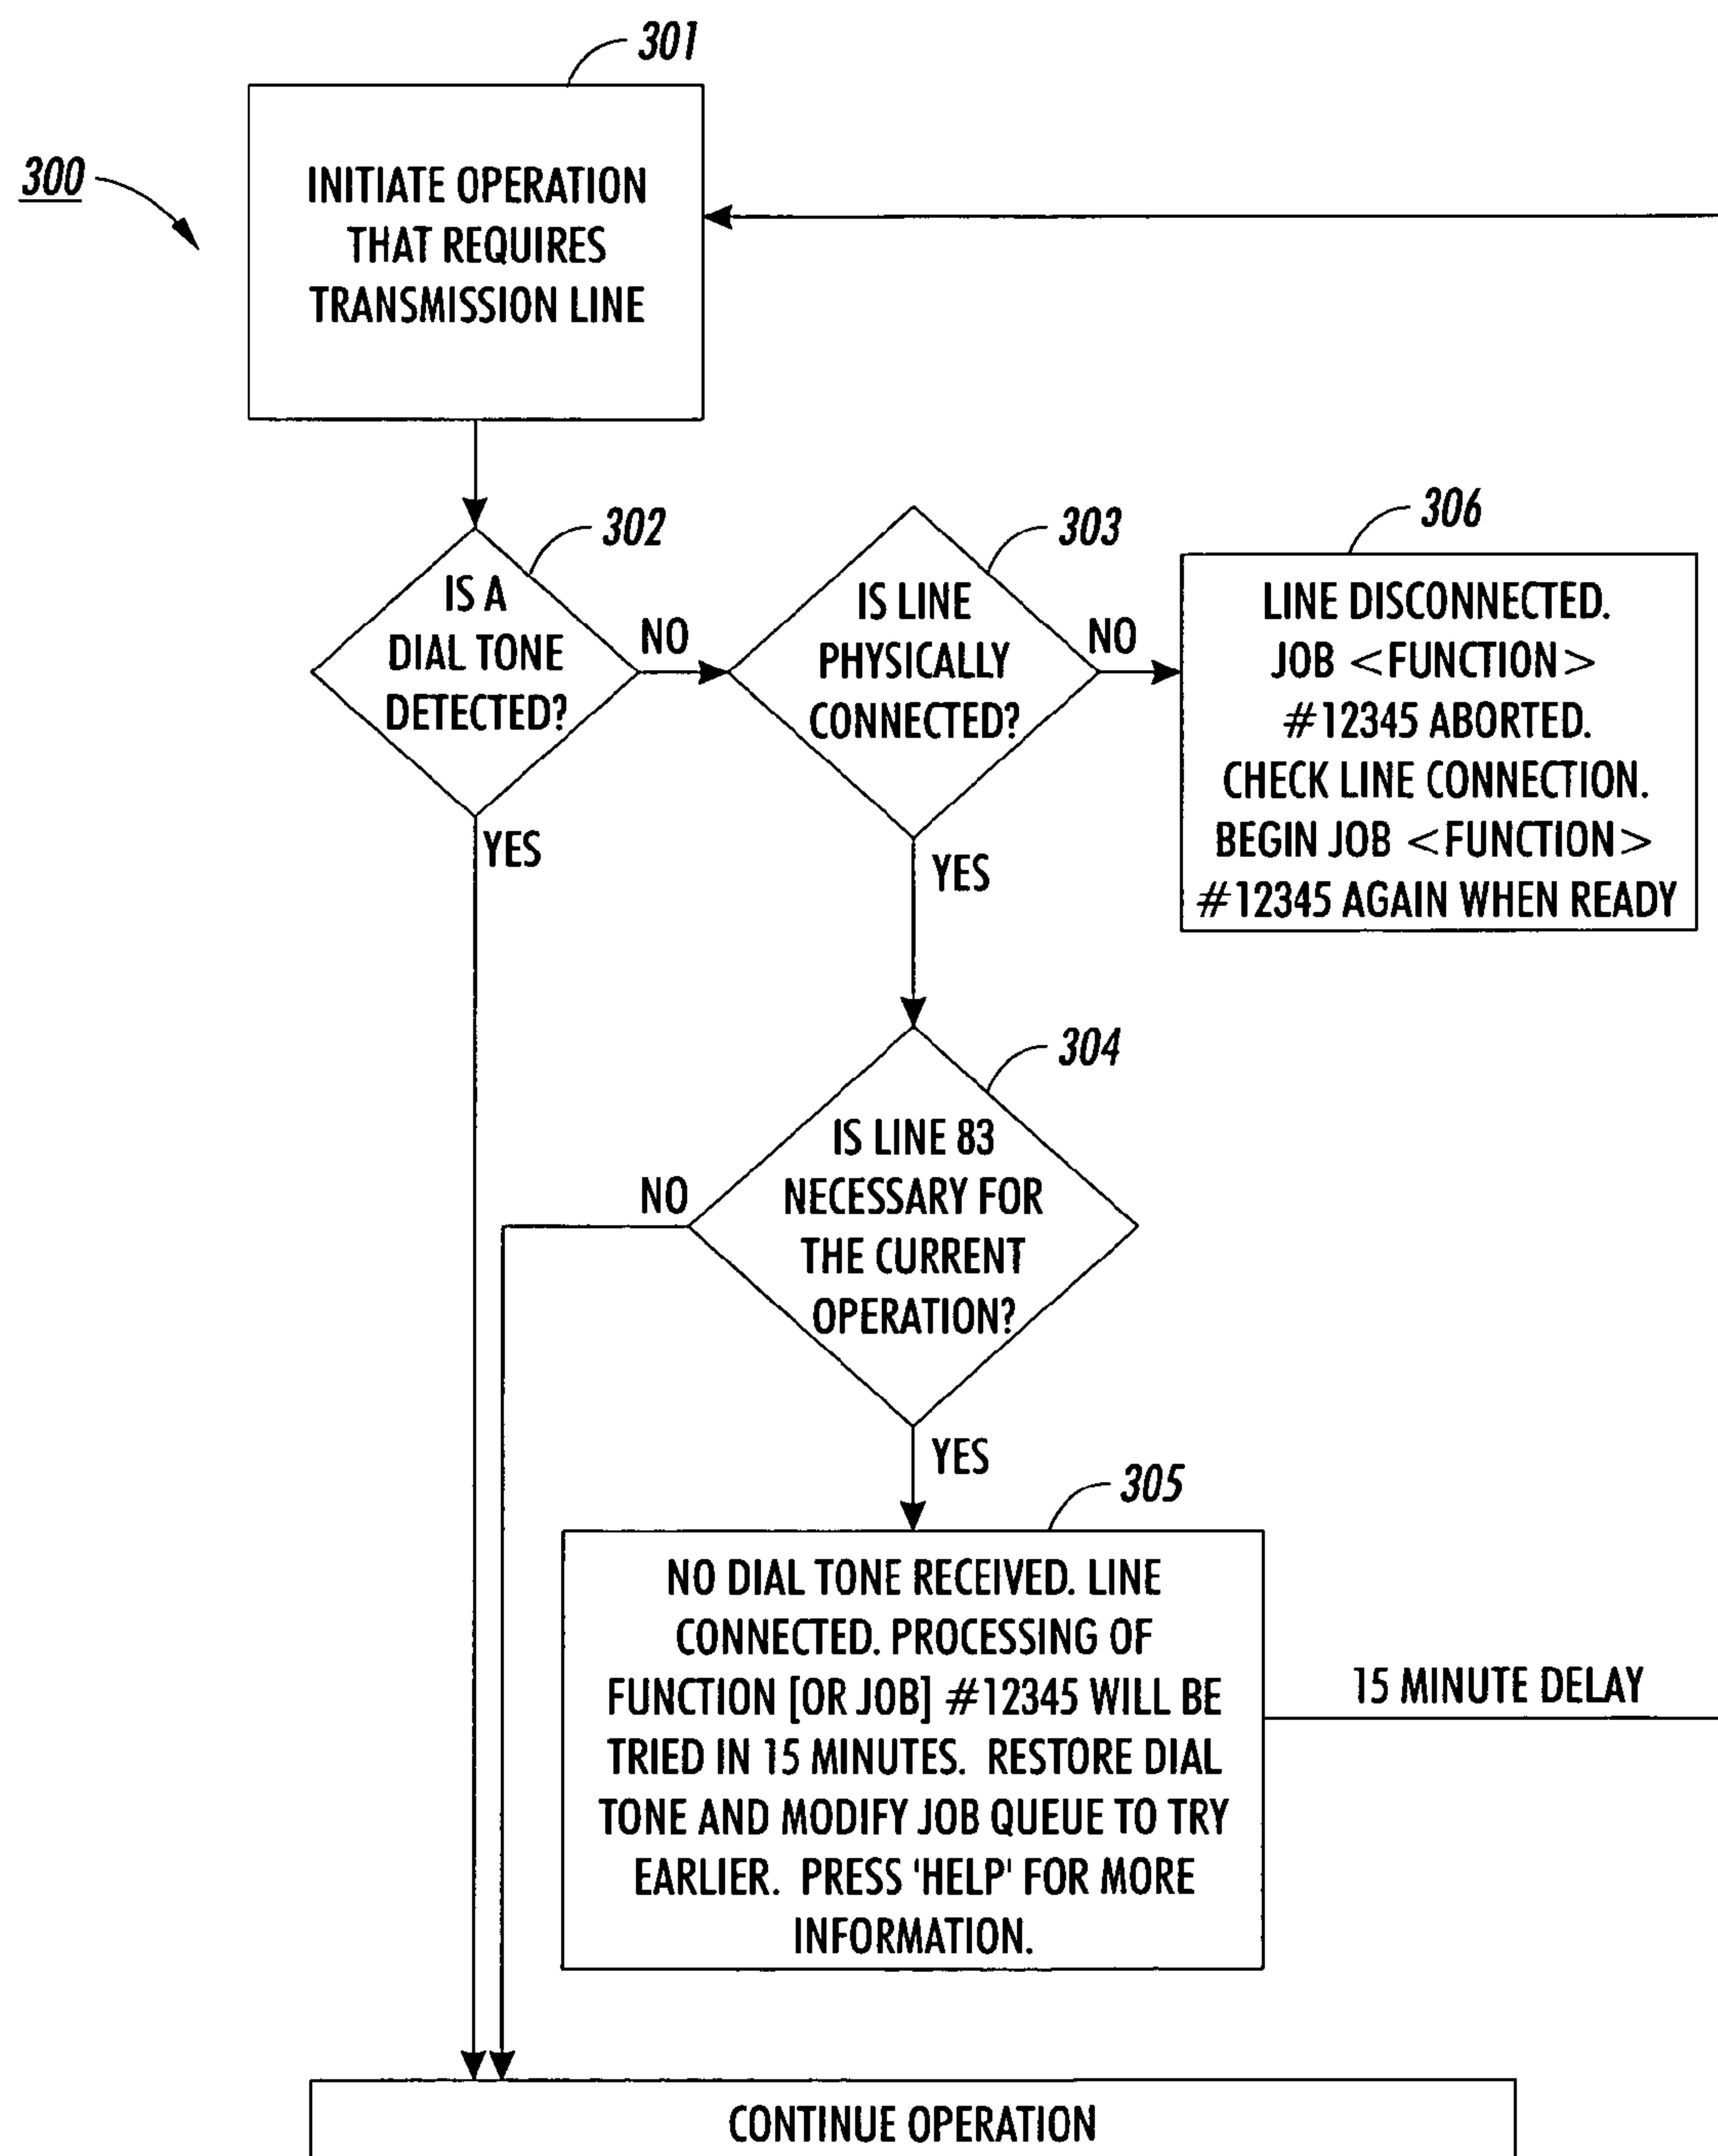 301
300
INITIATE OPERATION
THAT REQUIRES
TRANSMISSION LINE
302
IS A
DIAL TONE
DETECTED?
NO
YES
303
IS LINE
PHYSICALLY
CONNECTED?
NO
YES
306
LINE DISCONNECTED.
JOB <FUNCTION>
#12345 ABORTED.
CHECK LINE CONNECTION.
BEGIN JOB <FUNCTION>
#12345 AGAIN WHEN READY
304
IS LINE 83
NECESSARY FOR
THE CURRENT
OPERATION?
NO
YES
305
NO DIAL TONE RECEIVED. LINE
CONNECTED. PROCESSING OF
FUNCTION [OR JOB] #12345 WILL BE
TRIED IN 15 MINUTES. RESTORE DIAL
TONE AND MODIFY JOB QUEUE TO TRY
EARLIER. PRESS 'HELP' FOR MORE
INFORMATION.
15 MINUTE DELAY
CONTINUE OPERATION